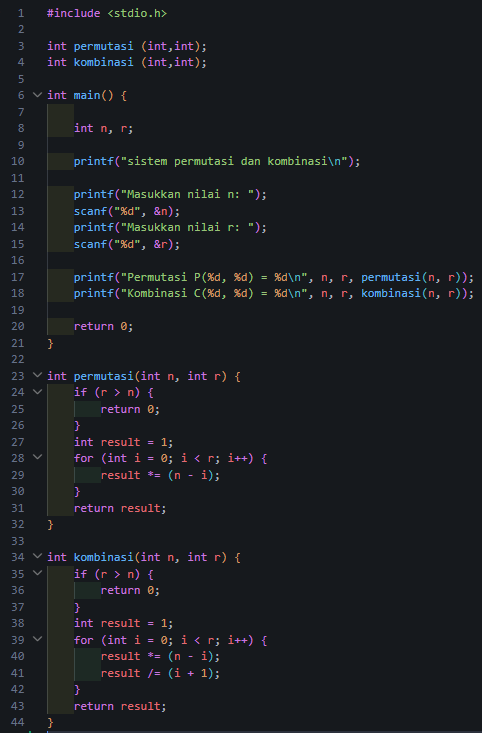 1 #include <stdio.h>
2
3 int permutasi (int,int);
4 int kombinasi (int,int);
5
6 int main() {
7
8     int n, r;
9
10     printf("sistem permutasi dan kombinasi\n");
11
12     printf("Masukkan nilai n: ");
13     scanf("%d", &n);
14     printf("Masukkan nilai r: ");
15     scanf("%d", &r);
16
17     printf("Permutasi P(%d, %d) = %d\n", n, r, permutasi(n, r));
18     printf("Kombinasi C(%d, %d) = %d\n", n, r, kombinasi(n, r));
19
20     return 0;
21 }
22
23 int permutasi(int n, int r) {
24     if (r > n) {
25         return 0;
26     }
27     int result = 1;
28     for (int i = 0; i < r; i++) {
29         result *= (n - i);
30     }
31     return result;
32 }
33
34 int kombinasi(int n, int r) {
35     if (r > n) {
36         return 0;
37     }
38     int result = 1;
39     for (int i = 0; i < r; i++) {
40         result *= (n - i);
41         result /= (i + 1);
42     }
43     return result;
44 }